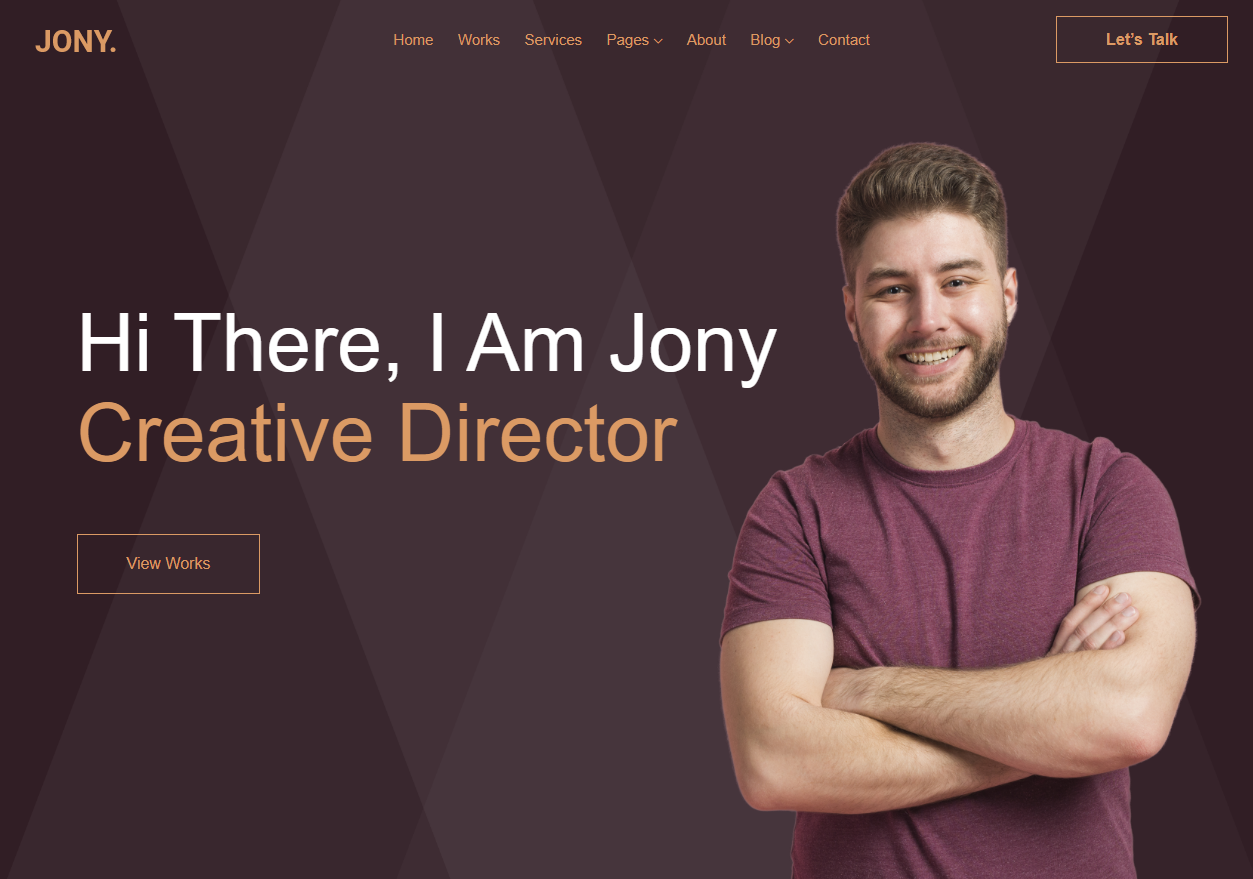 JONY.
Home Works Services Pages About Blog Contact
Let’s Talk
Hi There, I Am Jony
Creative Director
View Works